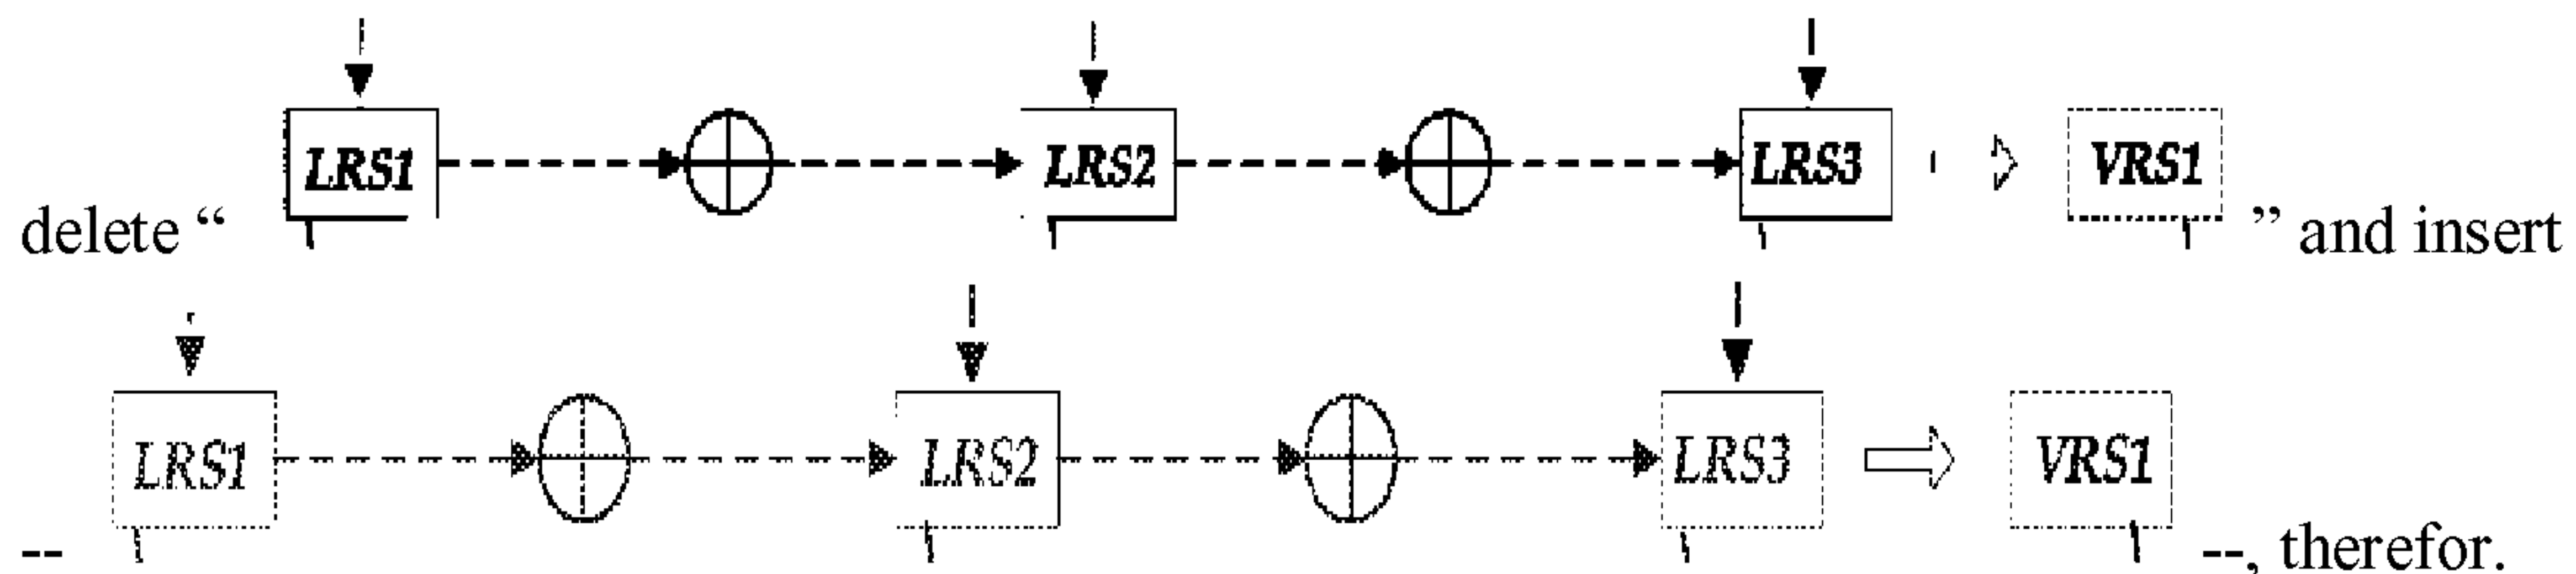 LRS1 LRS2 LRS3 VRS1
delete “ ” and insert
LRS1 LRS2 LRS3 VRS1
-- --, therefor.